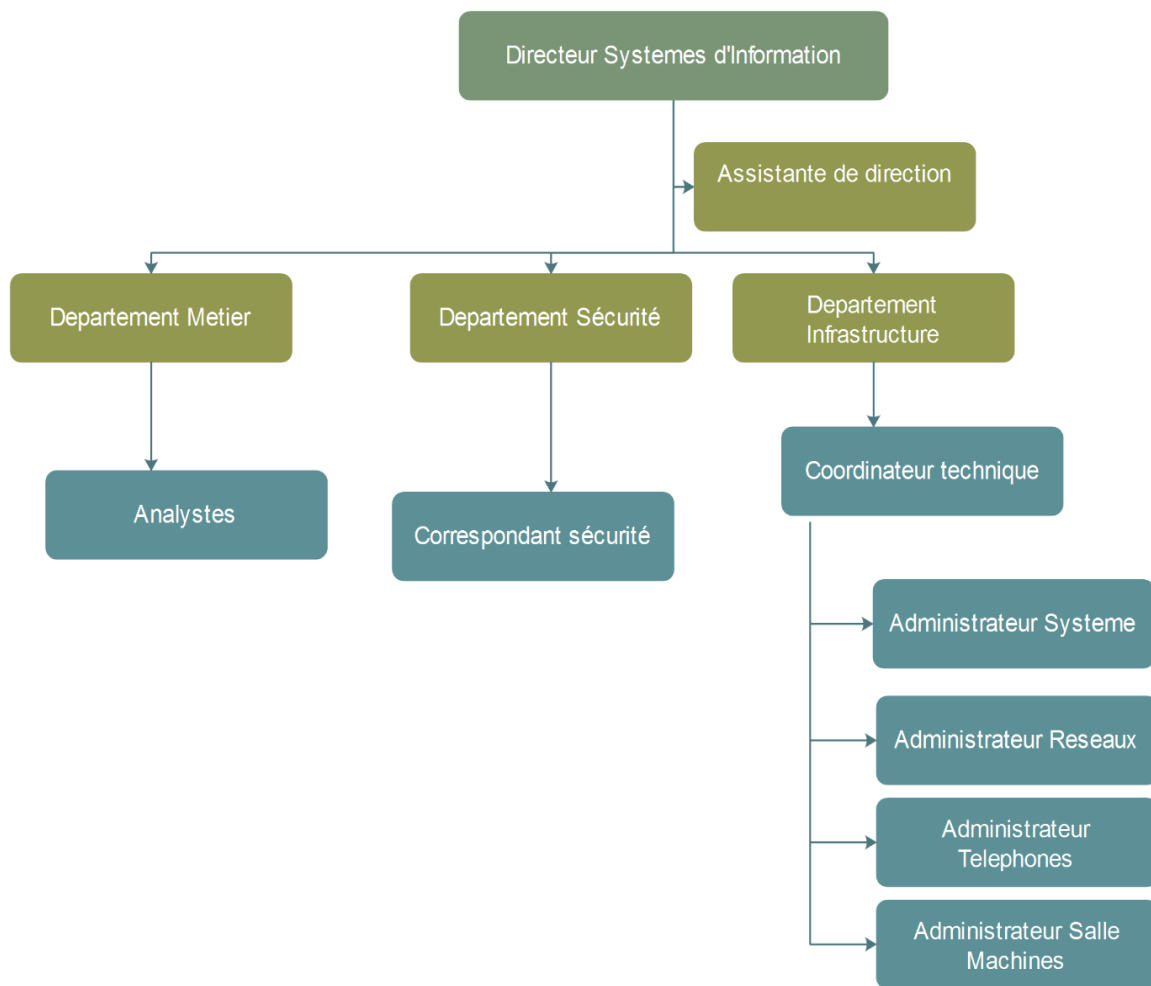 Directeur Systemes d'Information
Assistante de direction
Departement Metier
Departement Sécurité
Departement
Infrastructure
Coordinateur technique
Analystes
Correspondant sécurité
Administrateur Systeme
Administrateur Reseaux
Administrateur
Telephones
Administrateur Salle
Machines